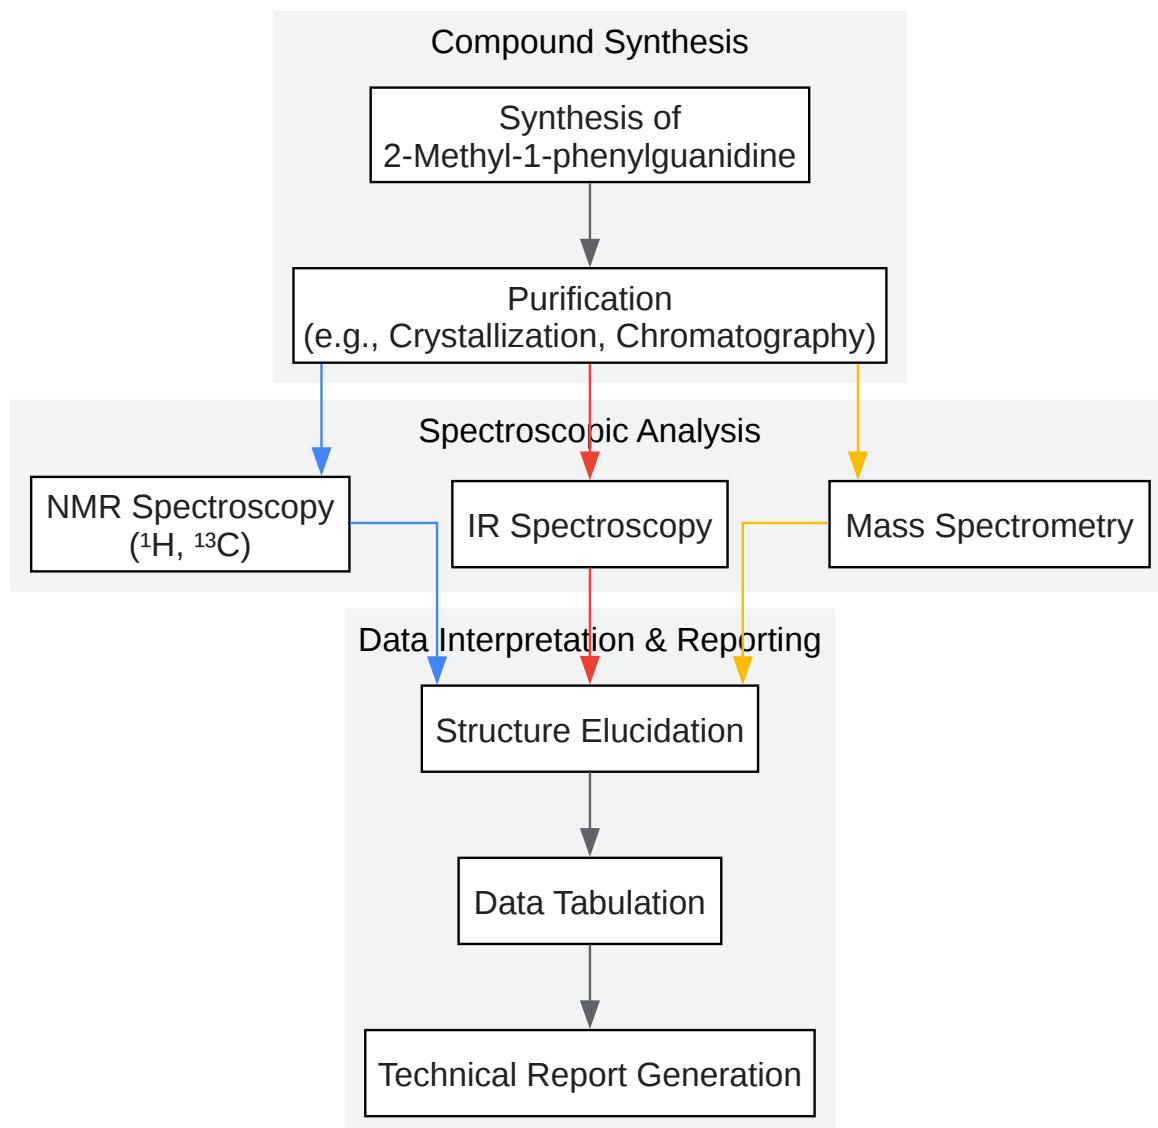 Compound Synthesis
Synthesis of
2-Methyl-1-phenylguanidine
Purification
(e.g., Crystallization, Chromatography)
Spectroscopic Analysis
NMR Spectroscopy
(¹H, ¹³C)
IR Spectroscopy
Mass Spectrometry
Data Interpretation & Reporting
Structure Elucidation
Data Tabulation
Technical Report Generation